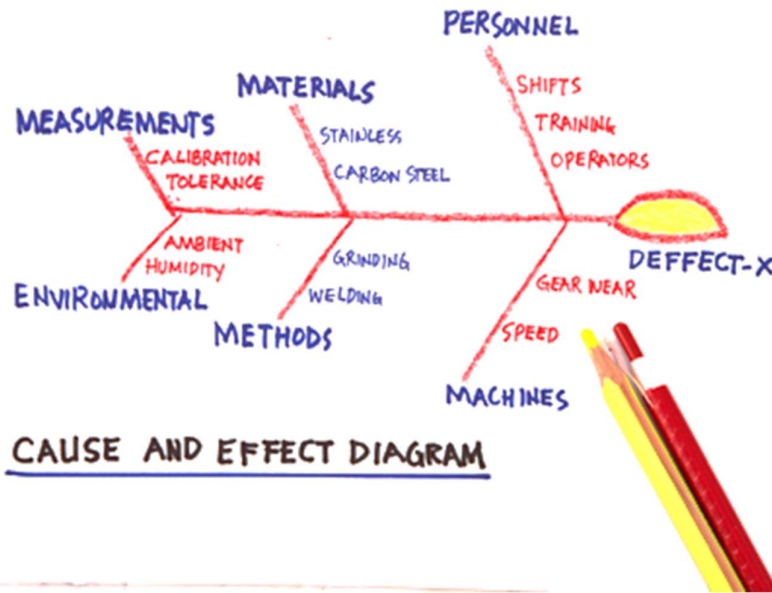 PERSONNEL
SHIFTS
TRAINING
OPERATORS
MATERIALS
STAINLESS
CARBON STEEL
MEASUREMENTS
CALIBRATION
TOLERANCE
DEFFECT-X
AMBIENT
HUMIDITY
ENVIRONMENTAL
GRINDING
WELDING
METHODS
GEAR WEAR
SPEED
MACHINES
CAUSE AND EFFECT DIAGRAM